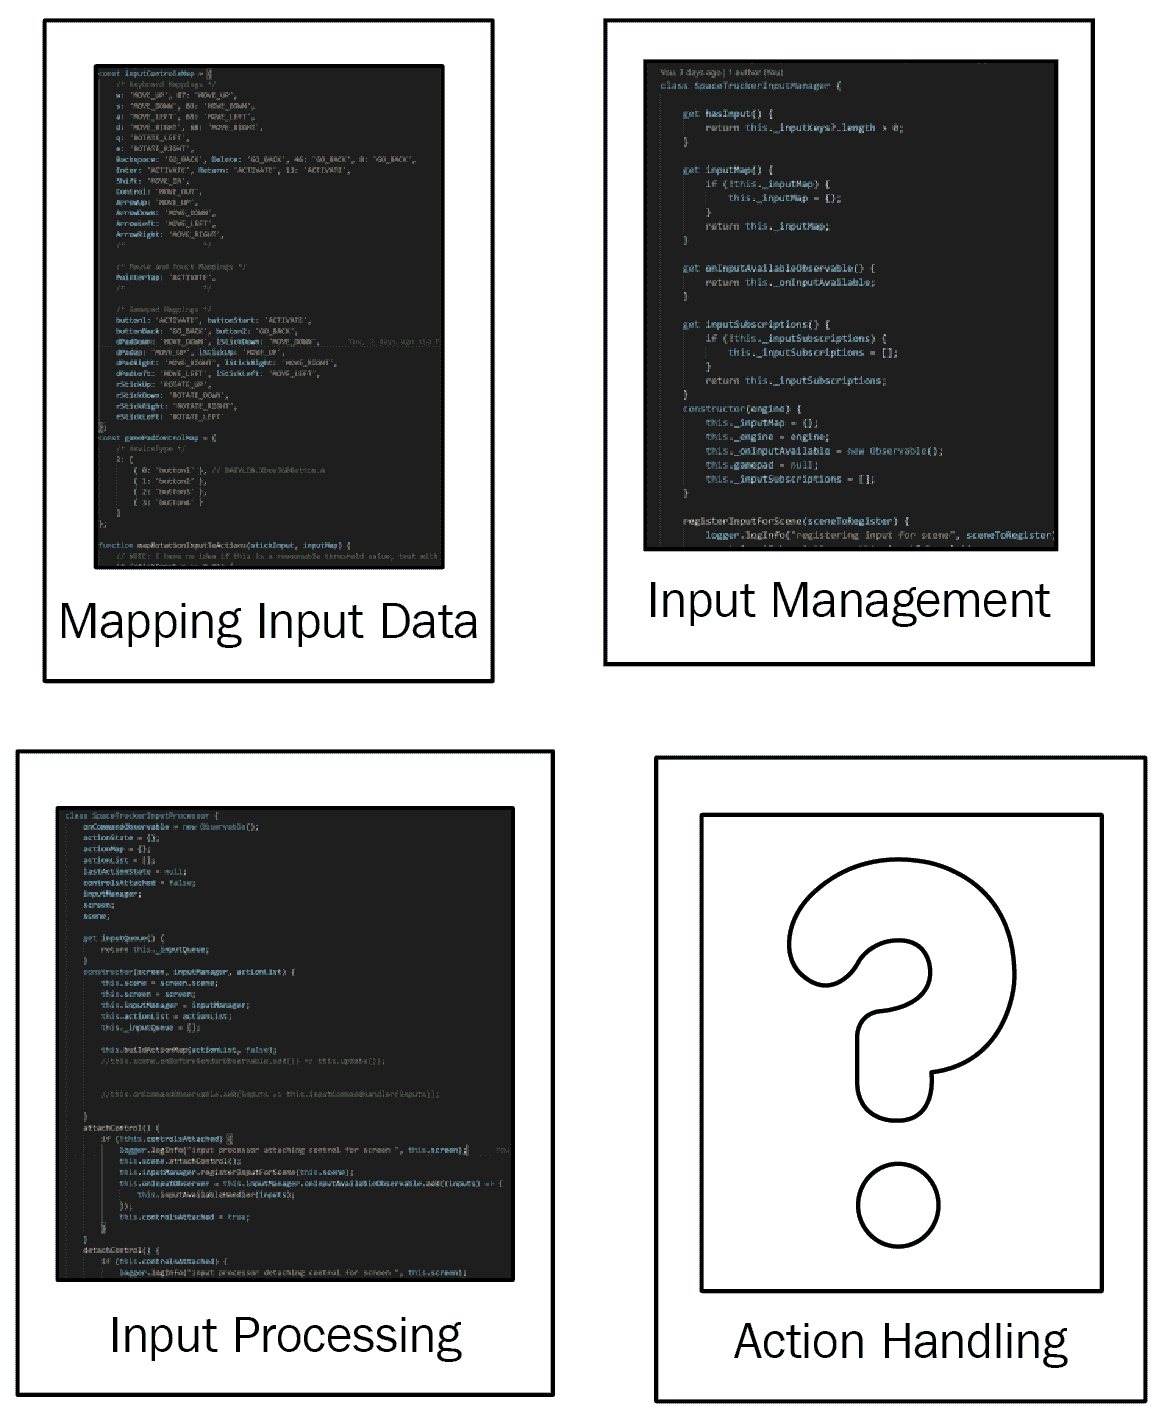 const inputControlsMap = {
/* Keyboard Mappings */
w: 'MOVE_UP', 87: 'MOVE_UP',
s: 'MOVE_DOWN', 83: 'MOVE_DOWN',
a: 'MOVE_LEFT', 65: 'MOVE_LEFT',
d: 'MOVE_RIGHT', 68: 'MOVE_RIGHT',
q: 'ROTATE_LEFT',
e: 'ROTATE_RIGHT',
Backspace: 'GO_BACK', Delete: "GO_BACK", 46: "GO_BACK", 8: "GO_BACK",
Enter: "ACTIVATE", Return: "ACTIVATE", 13: 'ACTIVATE',
Shift: 'MOVE_IN',
Control: 'MOVE_OUT',
ArrowUp: 'MOVE_UP',
ArrowDown: 'MOVE_DOWN',
ArrowLeft: 'MOVE_LEFT',
ArrowRight: 'MOVE_RIGHT',
/* */
/* Mouse and Touch Mappings */
PointerTap: 'ACTIVATE',
/* */
/* Gamepad Mappings */
button1: 'ACTIVATE', buttonStart: 'ACTIVATE',
buttonBack: 'GO_BACK', button2: "GO_BACK",
dPadDown: 'MOVE_DOWN', lStickDown: "MOVE_DOWN",
dPadUp: "MOVE_UP", lStickUp: "MOVE_UP",
dPadRight: 'MOVE_RIGHT', lStickRight: "MOVE_RIGHT",
dPadLeft: 'MOVE_LEFT', lStickLeft: "MOVE_LEFT",
rStickUp: 'ROTATE_UP',
rStickDown: 'ROTATE_DOWN',
rStickRight: "ROTATE_RIGHT",
rStickLeft: 'ROTATE_LEFT'
};
const gamePadControlMap = {
/* deviceType */
2: [
{ 0: "button1" },
{ 1: "button2" },
{ 2: "button3" },
{ 3: "button4" }
]
};
function mapRotationInputToActions(stickInput, inputMap) {
// NOTE: I have no idea if this is a reasonable threshold value, but with
Mapping Input Data
You, 3 days ago | 1 author (You)
class SpaceTruckerInputManager {
get hasInput() {
return this._inputKeys?.length > 0;
}
get inputMap() {
if (!this._inputMap) {
this._inputMap = {};
}
return this._inputMap;
}
get onInputAvailableObservable() {
return this._onInputAvailable;
}
get inputSubscriptions() {
if (!this._inputSubscriptions) {
this._inputSubscriptions = [];
}
return this._inputSubscriptions;
}
constructor(engine) {
this._inputMap = {};
this._engine = engine;
this._onInputAvailable = new Observable();
this.gamepad = null;
this._inputSubscriptions = [];
}
registerInputForScene(sceneToRegister) {
logger.logInfo("registering input for scene", sceneToRegister)
Input Management
class SpaceTruckerInputProcessor {
onCommandObservable = new Observable();
actionState = {};
actionMap = {};
actionList = [];
lastActionState = null;
controlsAttached = false;
inputManager;
screen;
scene;
get inputQueue() {
return this._inputQueue;
}
constructor(screen, inputManager, actionList) {
this.scene = screen.scene;
this.screen = screen;
this.inputManager = inputManager;
this.actionList = actionList;
this._inputQueue = [];
this.buildActionMap(actionList, false);
//this.scene.onBeforeRenderObservable.add(() => this.update());
//this.onCommandObservable.add(inputs => this.inputCommandHandler(inputs));
}
attachControl() {
if (!this.controlsAttached) {
logger.logInfo("input processor attaching control for screen ", this.screen);
this.scene.attachControl();
this.inputManager.registerInputForScene(this.scene);
this.onInputObserver = this.inputManager.onInputAvailableObservable.add((inputs) => {
this.inputAvailableHandler(inputs);
});
this.controlsAttached = true;
}
}
detachControl() {
if (this.controlsAttached) {
logger.logInfo("input processor detaching control for screen ", this.screen);
Input Processing
?
Action Handling